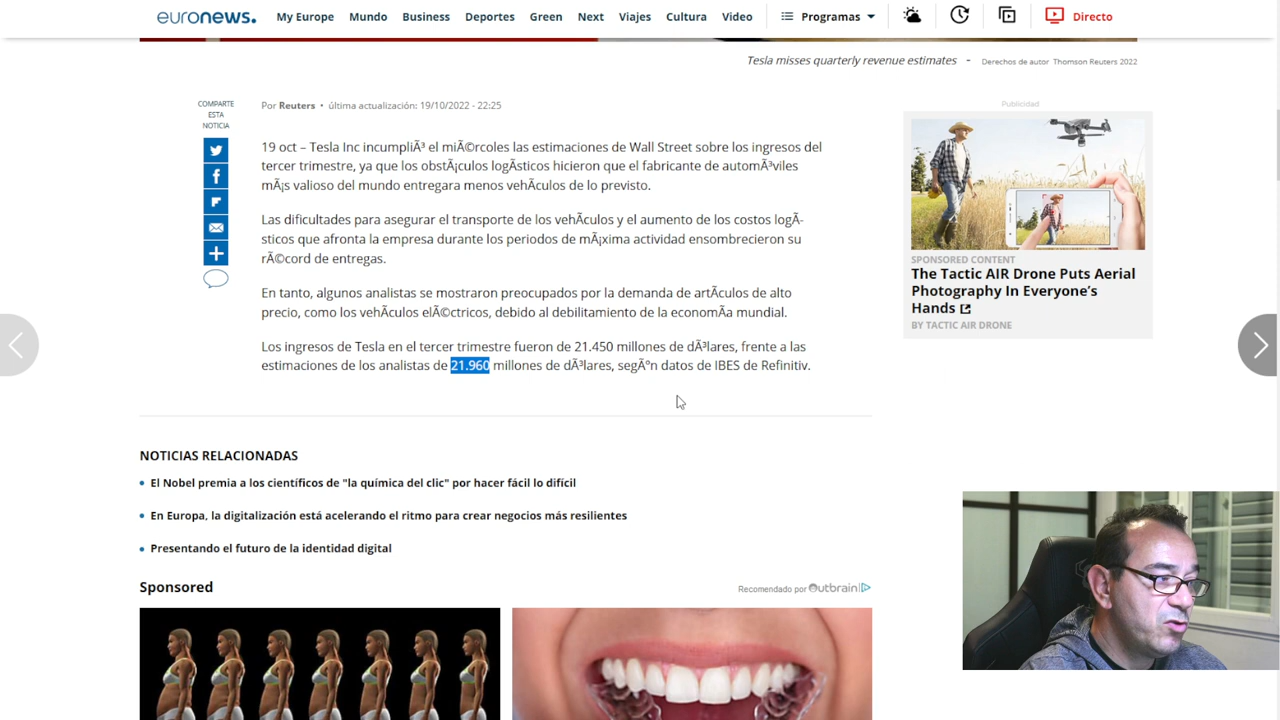 euronews.
My Europe
Mundo
Business
Deportes
Green
Next
Viajes
Cultura
Video
Programas
Directo
Tesla misses quarterly revenue estimates - Derechos de autor Thomson Reuters 2022
COMPARTE
ESTA
NOTICIA
Por Reuters • última actualización: 19/10/2022 - 22:25
19 oct – Tesla Inc incumpliÃ³ el miÃ©rcoles las estimaciones de Wall Street sobre los ingresos del
tercer trimestre, ya que los obstÃ¡culos logÃsticos hicieron que el fabricante de automÃ³viles
mÃ¡s valioso del mundo entregara menos vehÃculos de lo previsto.
Las dificultades para asegurar el transporte de los vehÃculos y el aumento de los costos logÃ-
sticos que afronta la empresa durante los periodos de mÃ¡xima actividad ensombrecieron su
rÃ©cord de entregas.
En tanto, algunos analistas se mostraron preocupados por la demanda de artÃculos de alto
precio, como los vehÃculos elÃ©ctricos, debido al debilitamiento de la economÃa mundial.
Los ingresos de Tesla en el tercer trimestre fueron de 21.450 millones de dÃ³lares, frente a las
estimaciones de los analistas de 21.960 millones de dÃ³lares, segÃºn datos de IBES de Refinitiv.
Publicidad
SPONSORED CONTENT
The Tactic AIR Drone Puts Aerial
Photography In Everyone's
Hands
BY TACTIC AIR DRONE
NOTICIAS RELACIONADAS
• El Nobel premia a los científicos de "la química del clic" por hacer fácil lo difícil
• En Europa, la digitalización está acelerando el ritmo para crear negocios más resilientes
• Presentando el futuro de la identidad digital
Sponsored
Recomendado por Outbrain